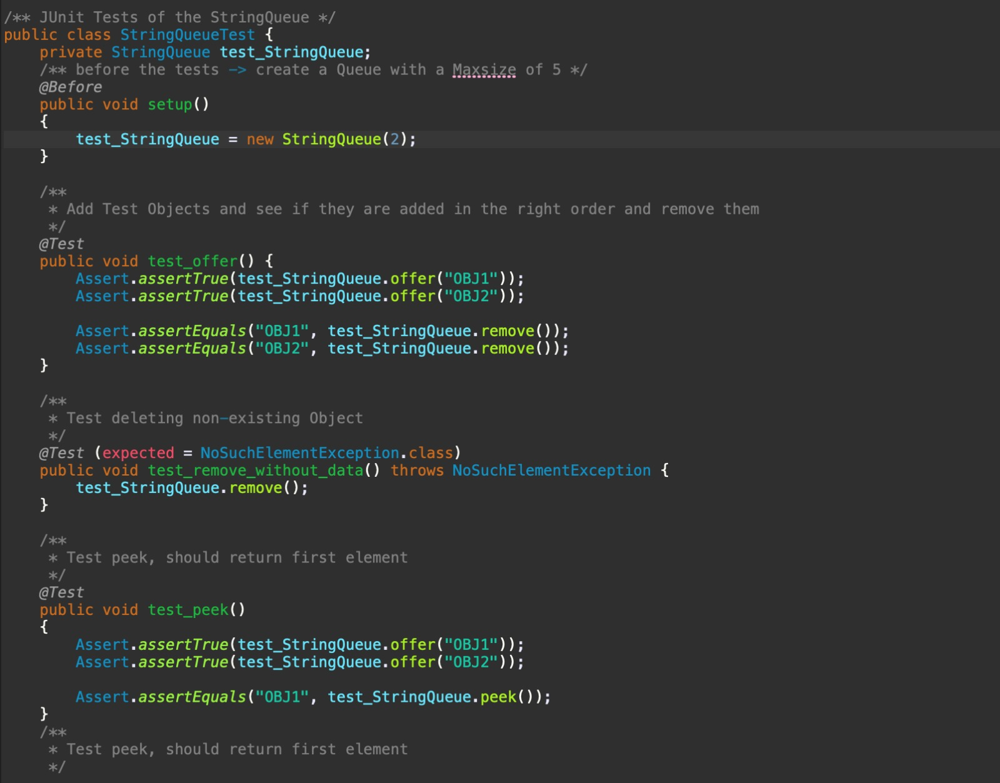 /** JUnit Tests of the StringQueue */
public class StringQueueTest {
    private StringQueue test_StringQueue;
    /** before the tests -> create a Queue with a Maxsize of 5 */
    @Before
    public void setup()
    {
        test_StringQueue = new StringQueue(2);
    }

    /**
     * Add Test Objects and see if they are added in the right order and remove them
     */
    @Test
    public void test_offer() {
        Assert.assertTrue(test_StringQueue.offer("OBJ1"));
        Assert.assertTrue(test_StringQueue.offer("OBJ2"));

        Assert.assertEquals("OBJ1", test_StringQueue.remove());
        Assert.assertEquals("OBJ2", test_StringQueue.remove());
    }

    /**
     * Test deleting non-existing Object
     */
    @Test (expected = NoSuchElementException.class)
    public void test_remove_without_data() throws NoSuchElementException {
        test_StringQueue.remove();
    }

    /**
     * Test peek, should return first element
     */
    @Test
    public void test_peek()
    {
        Assert.assertTrue(test_StringQueue.offer("OBJ1"));
        Assert.assertTrue(test_StringQueue.offer("OBJ2"));

        Assert.assertEquals("OBJ1", test_StringQueue.peek());
    }
    /**
     * Test peek, should return first element
     */